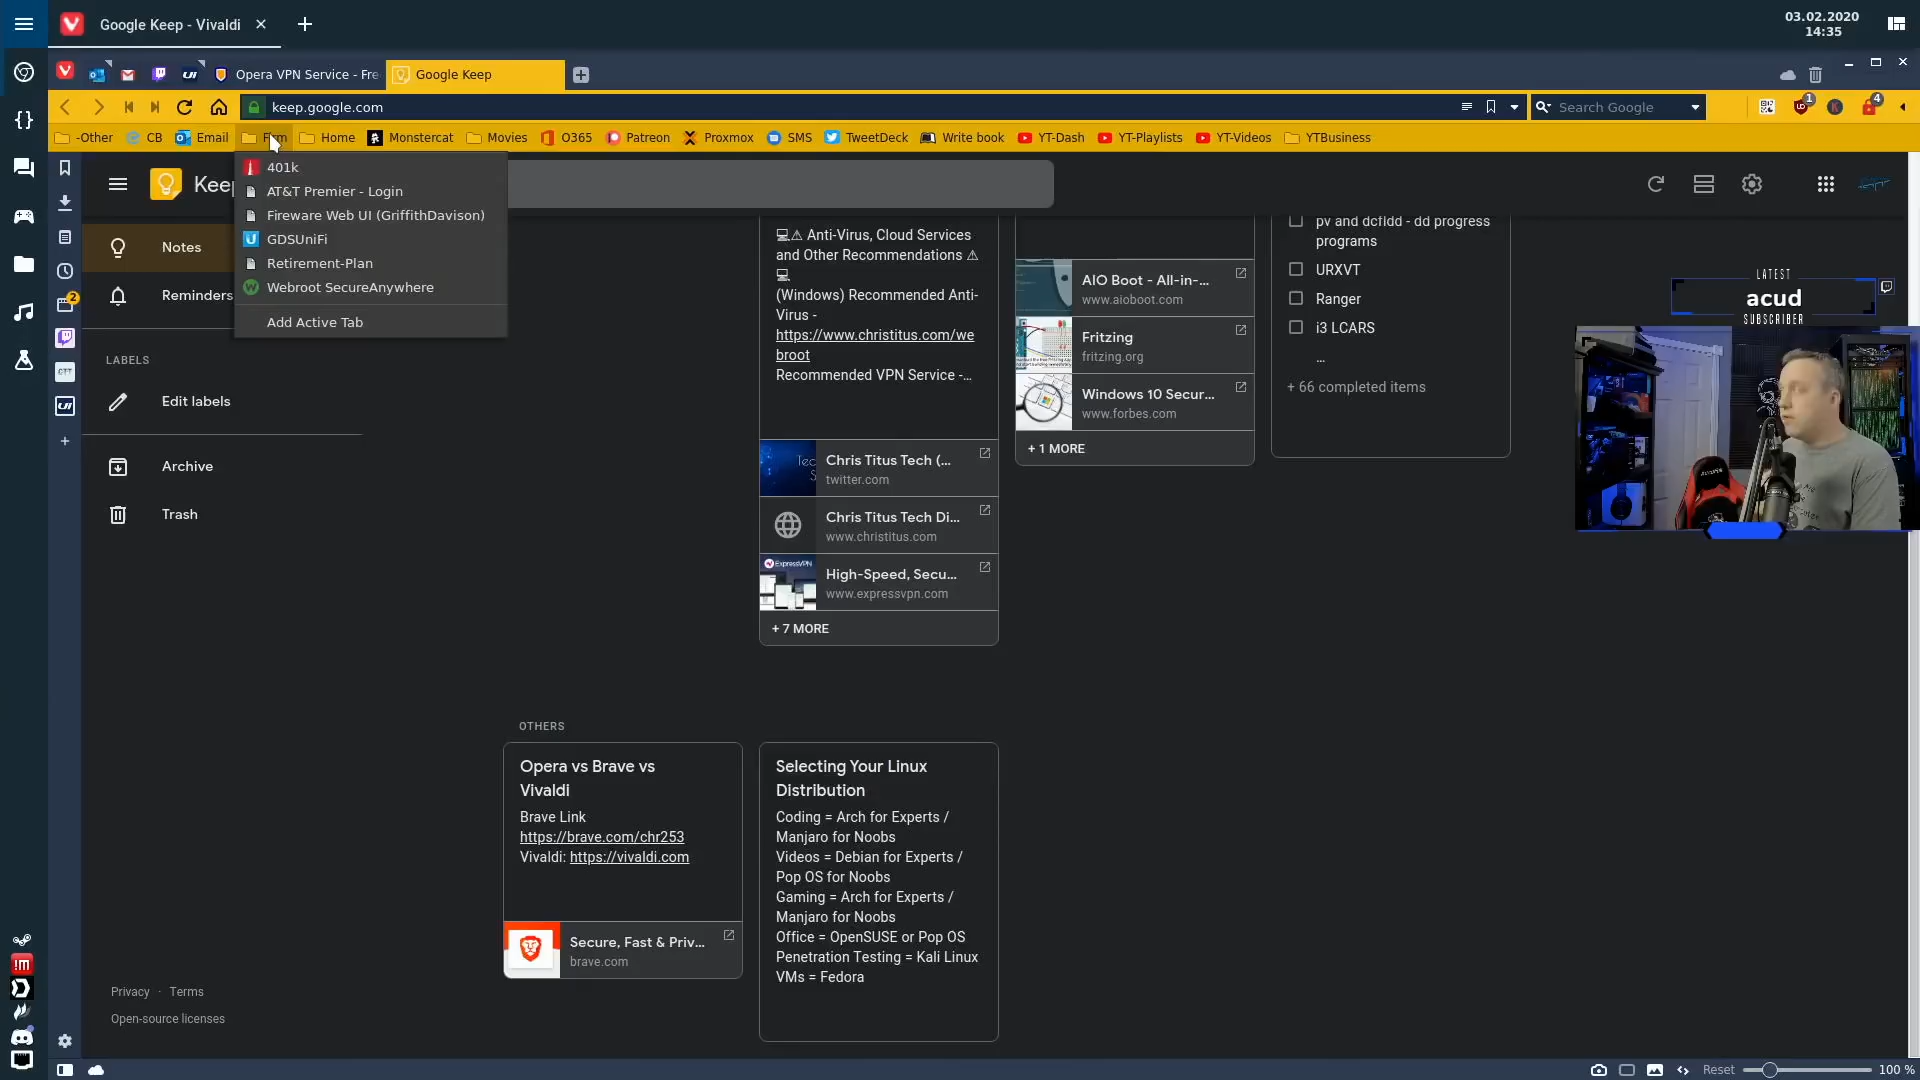 Google Keep - Vivaldi
03.02.2020
14:35
Opera VPN Service - Fre
Google Keep
keep.google.com
Search Google
1
4
-Other
CB
Email
Home
Monstercat
Movies
O365
Patreon
Proxmox
SMS
TweetDeck
Write book
YT-Dash
YT-Playlists
YT-Videos
YTBusiness
401k
AT&T Premier - Login
Fireware Web UI (GriffithDavison)
GDSUniFi
Retirement-Plan
Webroot SecureAnywhere
Add Active Tab
Keep
Notes
Reminders
LABELS
Edit labels
Archive
Trash
2
CTT
Anti-Virus, Cloud Services
and Other Recommendations
(Windows) Recommended Anti-
Virus -
https://www.christitus.com/we
broot
Recommended VPN Service -...
Chris Titus Tech (...
twitter.com
Chris Titus Tech Di...
www.christitus.com
ExpressVPN
High-Speed, Secu...
www.expressvpn.com
+ 7 MORE
AIO Boot - All-in-...
www.aioboot.com
Fritzing
fritzing.org
Windows 10 Secur...
www.forbes.com
+ 1 MORE
pv and dcfldd - dd progress
programs
URXVT
Ranger
i3 LCARS
...
+ 66 completed items
LATEST
acud
SUBSCRIBER
OTHERS
Opera vs Brave vs
Vivaldi
Brave Link
https://brave.com/chr253
Vivaldi: https://vivaldi.com
Secure, Fast & Priv...
brave.com
Selecting Your Linux
Distribution
Coding = Arch for Experts /
Manjaro for Noobs
Videos = Debian for Experts /
Pop OS for Noobs
Gaming = Arch for Experts /
Manjaro for Noobs
Office = OpenSUSE or Pop OS
Penetration Testing = Kali Linux
VMs = Fedora
Privacy · Terms
Open-source licenses
Reset
100 %